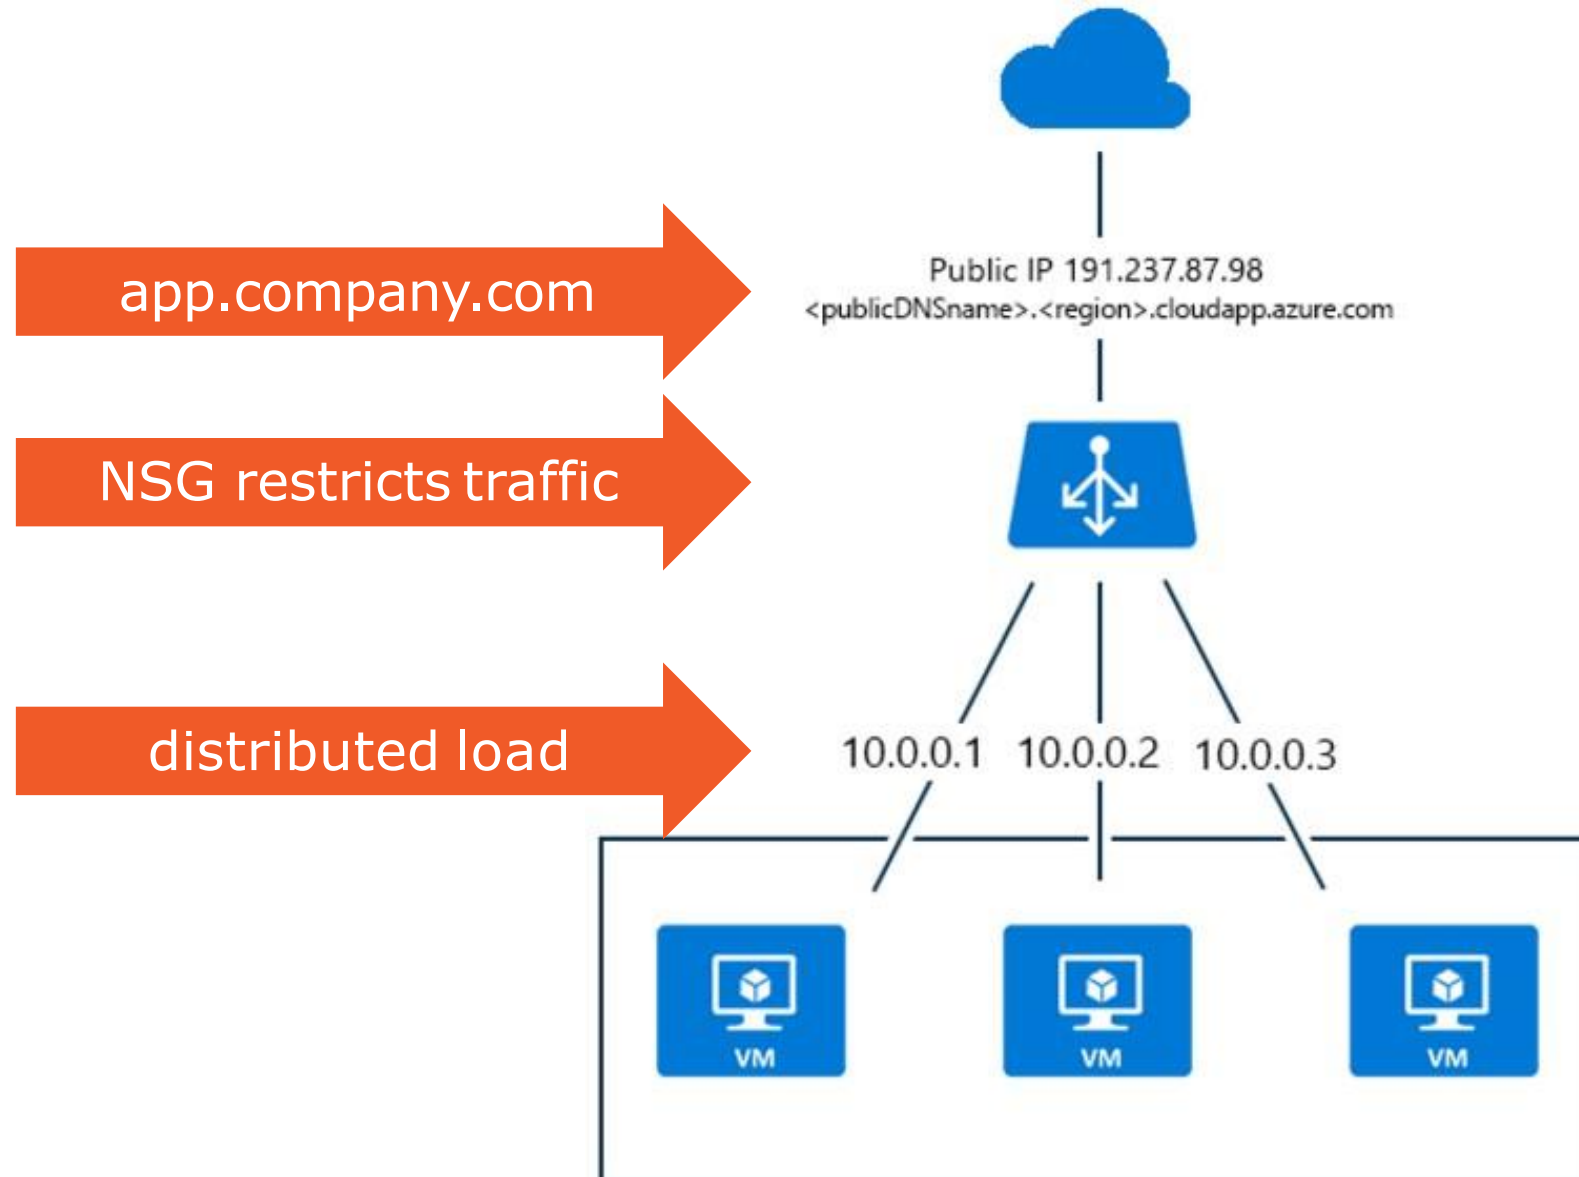 app.company.com
Public IP 191.237.87.98
<publicDNSname>.<region>.cloudapp.azure.com
NSG restricts traffic
distributed load
10.0.0.1 10.0.0.2 10.0.0.3
VM VM VM